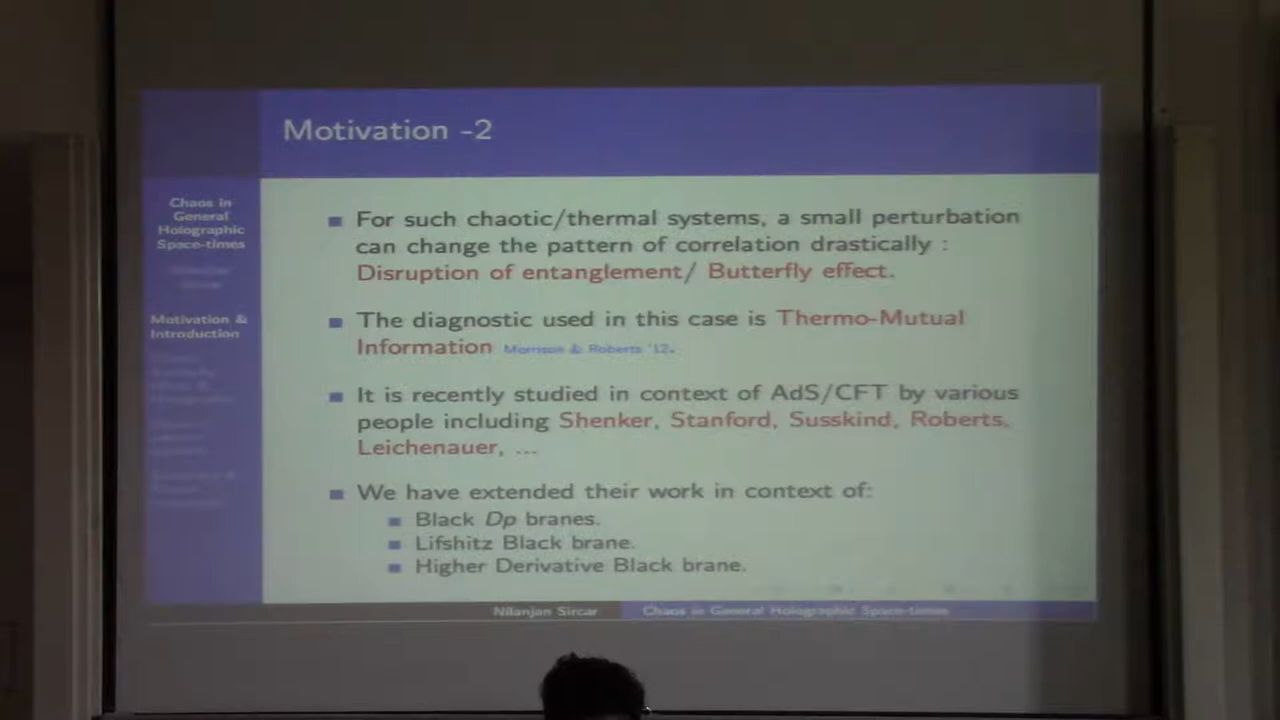 Motivation -2
Chaos in
General
Holographic
Space-times
Motivation &
Introduction
For such chaotic/thermal systems, a small perturbation
can change the pattern of correlation drastically :
Disruption of entanglement/ Butterfly effect.
The diagnostic used in this case is Thermo-Mutual
Information Morrison & Roberts '12.
It is recently studied in context of AdS/CFT by various
people including Shenker, Stanford, Susskind, Roberts,
Leichenauer, ...
We have extended their work in context of:
Black Dp branes.
Lifshitz Black brane.
Higher Derivative Black brane.
Nilanjan Sircar
Chaos in General Holographic Space-times